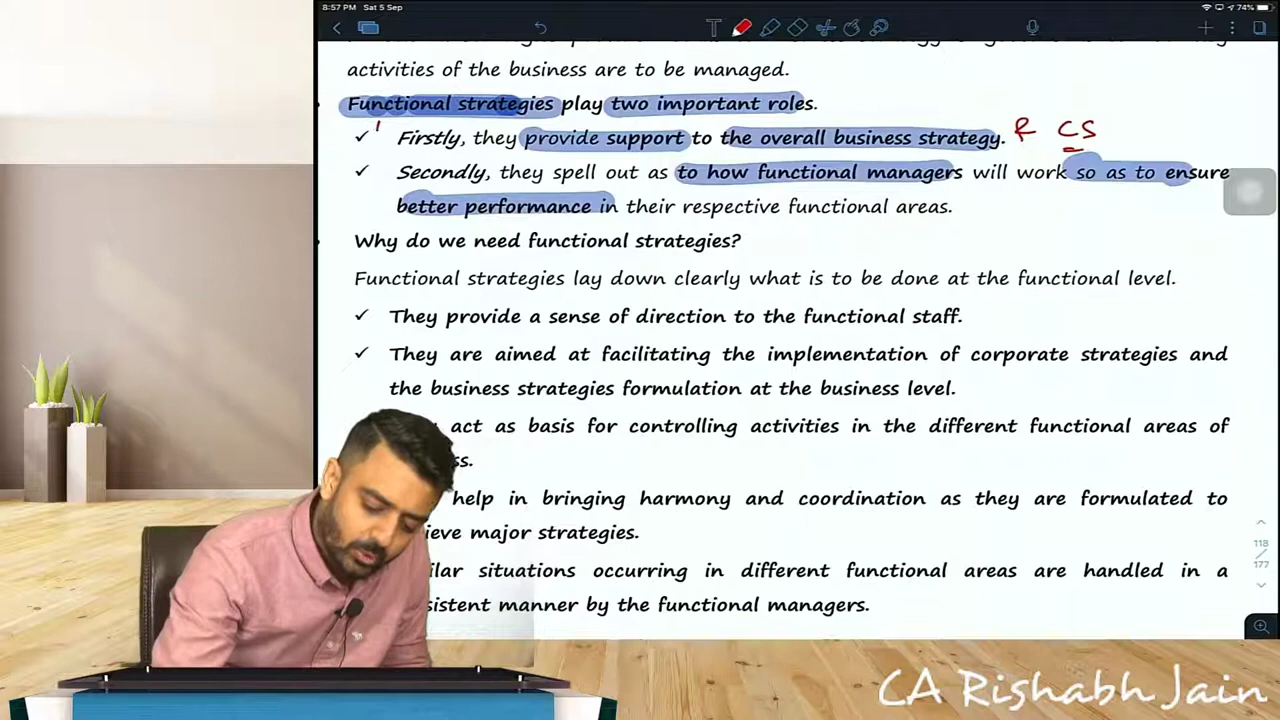 8:57 PM Sat 5 Sep
74%
activities of the business are to be managed.
Functional strategies play two important roles.
✓ Firstly, they provide support to the overall business strategy. R CS
✓ Secondly, they spell out as to how functional managers will work so as to ensure
better performance in their respective functional areas.
Why do we need functional strategies?
Functional strategies lay down clearly what is to be done at the functional level.
✓ They provide a sense of direction to the functional staff.
✓ They are aimed at facilitating the implementation of corporate strategies and
the business strategies formulation at the business level.
act as basis for controlling activities in the different functional areas of
ss.
help in bringing harmony and coordination as they are formulated to
ieve major strategies.
ilar situations occurring in different functional areas are handled in a
sistent manner by the functional managers.
118
177
CA Rishabh Jain